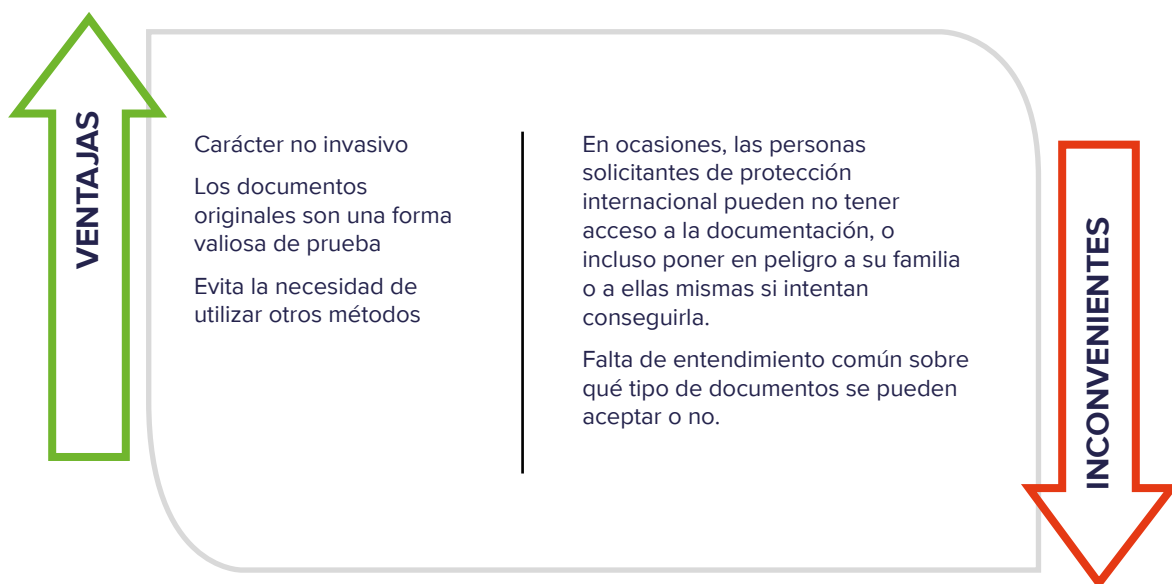 VENTAJAS
Carácter no invasivo
Los documentos
originales son una forma
valiosa de prueba
Evita la necesidad de
utilizar otros métodos
En ocasiones, las personas
solicitantes de protección
internacional pueden no tener
acceso a la documentación, o
incluso poner en peligro a su familia
o a ellas mismas si intentan
conseguirla.
Falta de entendimiento común sobre
qué tipo de documentos se pueden
aceptar o no.
INCONVENIENTES